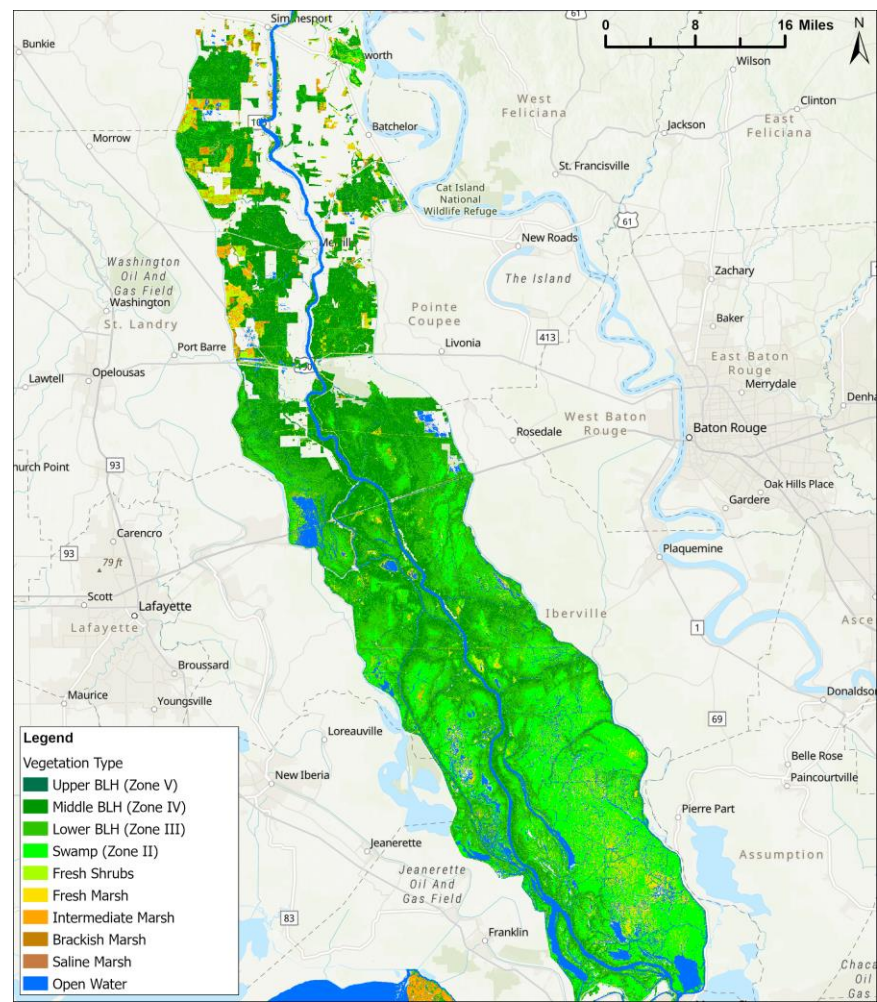 Simmesport
61
0 8 16 Miles
N
Bunkie
worth
Wilson
West
Feliciana
Clinton
East
Feliciana
Jackson
Batchelor
Morrow
St. Francisville
Cat Island
National
Wildlife Refuge
61
New Roads
Washington
Oil And
Gas Field
The Island
Zachary
Washington
Pointe
Coupee
St. Landry
Baker
413
Port Barre
Livonia
East Baton
Rouge
Merrydale
Lawtell
Opelousas
West Baton
Rouge
Baton Rouge
Rosedale
hurch Point
93
Oak Hills Place
Gardere
Carencro
93
79 ft
Plaquemine
Scott
Lafayette
Lafayette
Iberville
1
Asce
Broussard
Maurice
Youngsville
Donaldson
69
Loreauville
Belle Rose
Paincourtville
New Iberia
Pierre Part
Jeanerette
Assumption
Jeanerette
Oil And
Gas Field
83
Franklin
Chaca
Oil
Gas
Legend
Vegetation Type
Upper BLH (Zone V)
Middle BLH (Zone IV)
Lower BLH (Zone III)
Swamp (Zone II)
Fresh Shrubs
Fresh Marsh
Intermediate Marsh
Brackish Marsh
Saline Marsh
Open Water